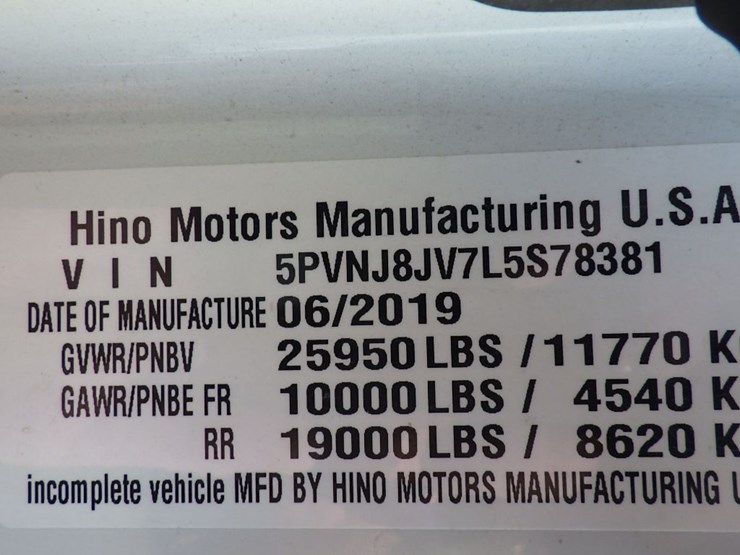 Hino Motors Manufacturing U.S.A
VIN 5PVNJ8JV7L5S78381
DATE OF MANUFACTURE 06/2019
GVWR/PNBV 25950 LBS / 11770 K
GAWR/PNBE FR 10000 LBS / 4540 K
RR 19000 LBS / 8620 K
incomplete vehicle MFD BY HINO MOTORS MANUFACTURING U